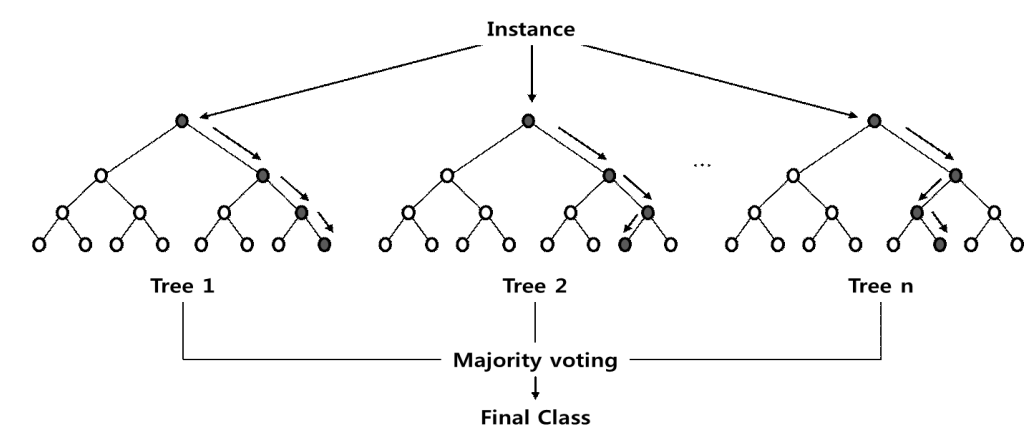 Instance
...
Tree 1
Tree 2
Tree n
Majority voting
Final Class